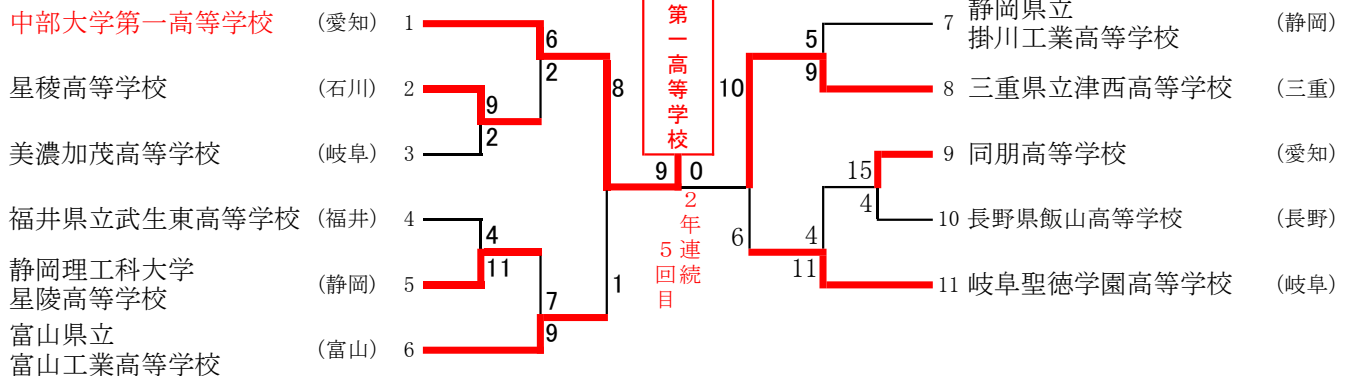 中部大学第一高等学校 (愛知) 1
星稜高等学校 (石川) 2
美濃加茂高等学校 (岐阜) 3
福井県立武生東高等学校 (福井) 4
静岡理工科大学
星陵高等学校 (静岡) 5
富山県立
富山工業高等学校 (富山) 6
6
2
9
2
4
11
7
9
8
1
第一高等学校
9 0
2年連続
5回目
10
6
5
9
15
4
4
11
7 静岡県立
掛川工業高等学校 (静岡)
8 三重県立津西高等学校 (三重)
9 同朋高等学校 (愛知)
10 長野県飯山高等学校 (長野)
11 岐阜聖徳学園高等学校 (岐阜)